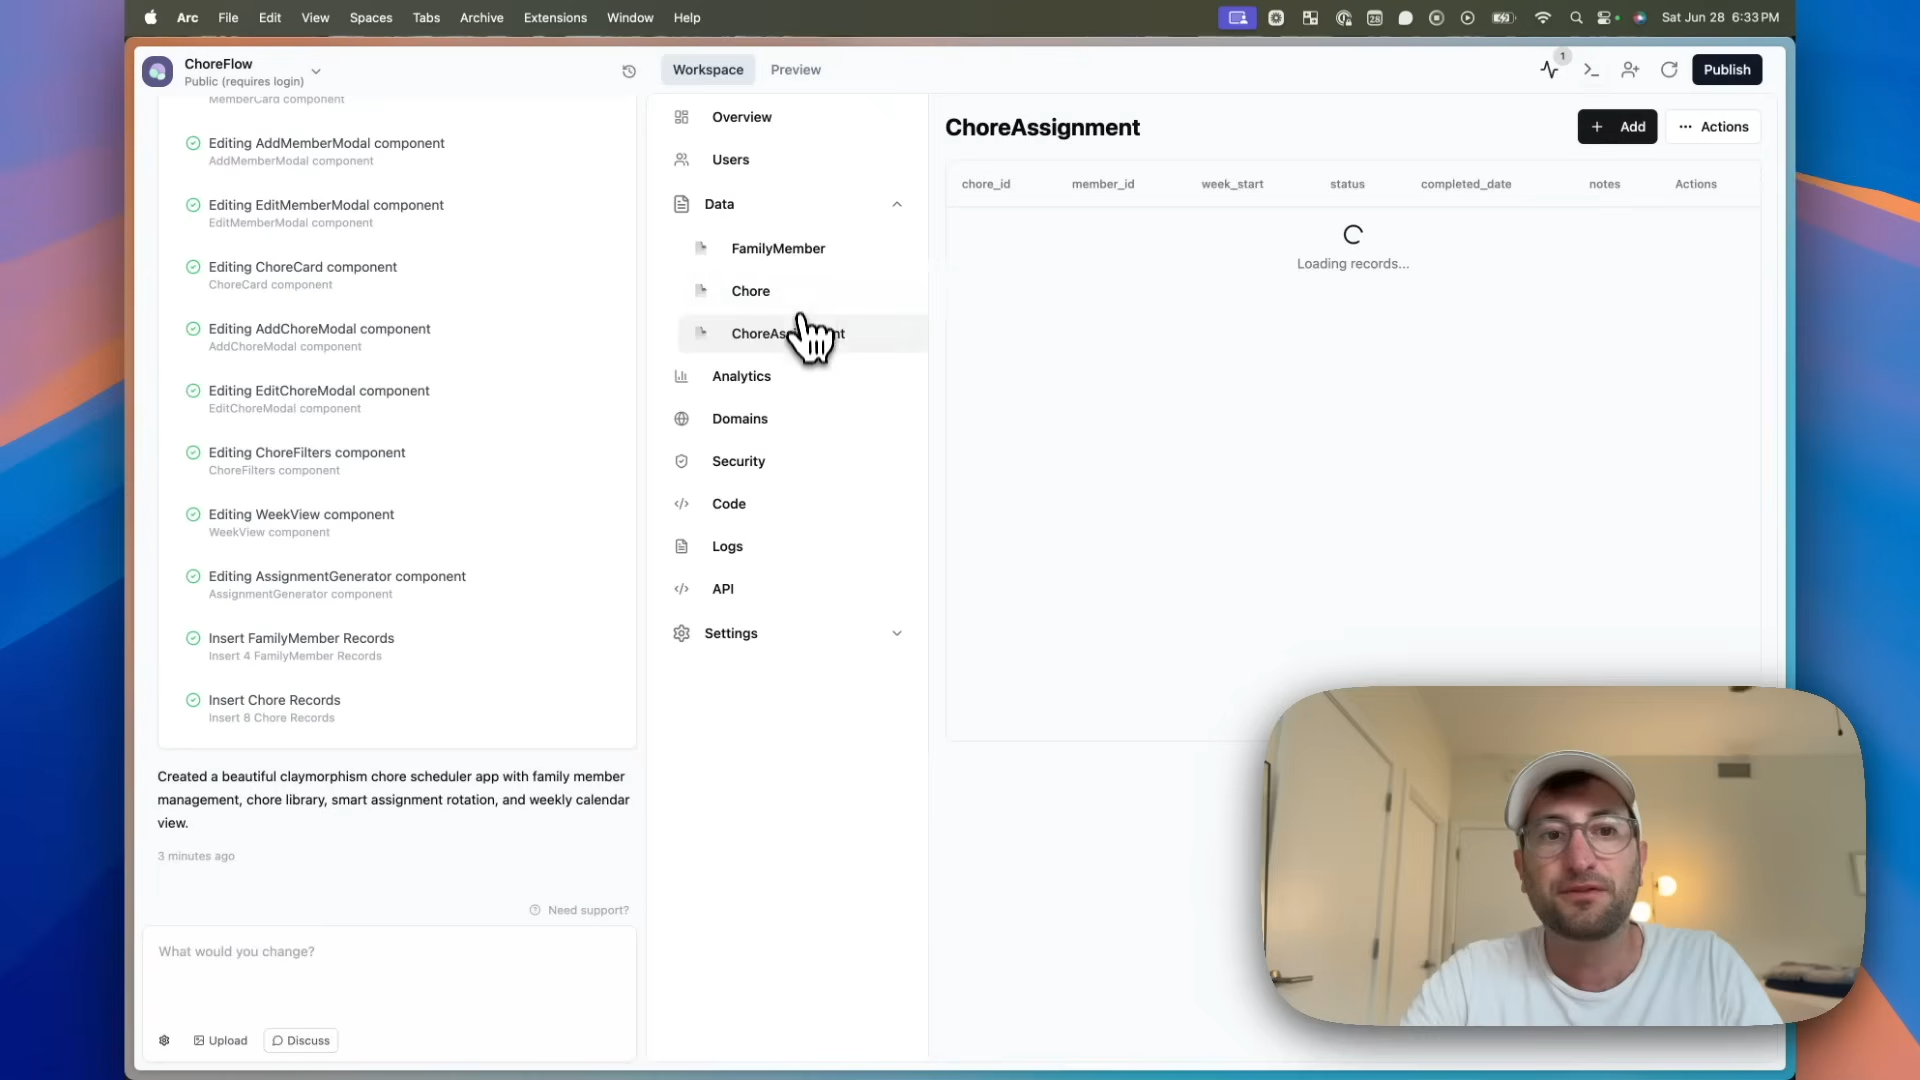 Arc File Edit View Spaces Tabs Archive Extensions Window Help
28
Sat Jun 28 6:33 PM
ChoreFlow
Public (requires login)
Workspace Preview
1
Publish
MemberCard component
Editing AddMemberModal component
AddMemberModal component
Editing EditMemberModal component
EditMemberModal component
Editing ChoreCard component
ChoreCard component
Editing AddChoreModal component
AddChoreModal component
Editing EditChoreModal component
EditChoreModal component
Editing ChoreFilters component
ChoreFilters component
Editing WeekView component
WeekView component
Editing AssignmentGenerator component
AssignmentGenerator component
Insert FamilyMember Records
Insert 4 FamilyMember Records
Insert Chore Records
Insert 8 Chore Records
Created a beautiful claymorphism chore scheduler app with family member
management, chore library, smart assignment rotation, and weekly calendar
view.
3 minutes ago
Need support?
What would you change?
Upload Discuss
Overview
Users
Data
FamilyMember
Chore
Analytics
Domains
Security
Code
Logs
API
Settings
ChoreAssignment
Add
Actions
chore_id member_id week_start status completed_date notes Actions
Loading records...